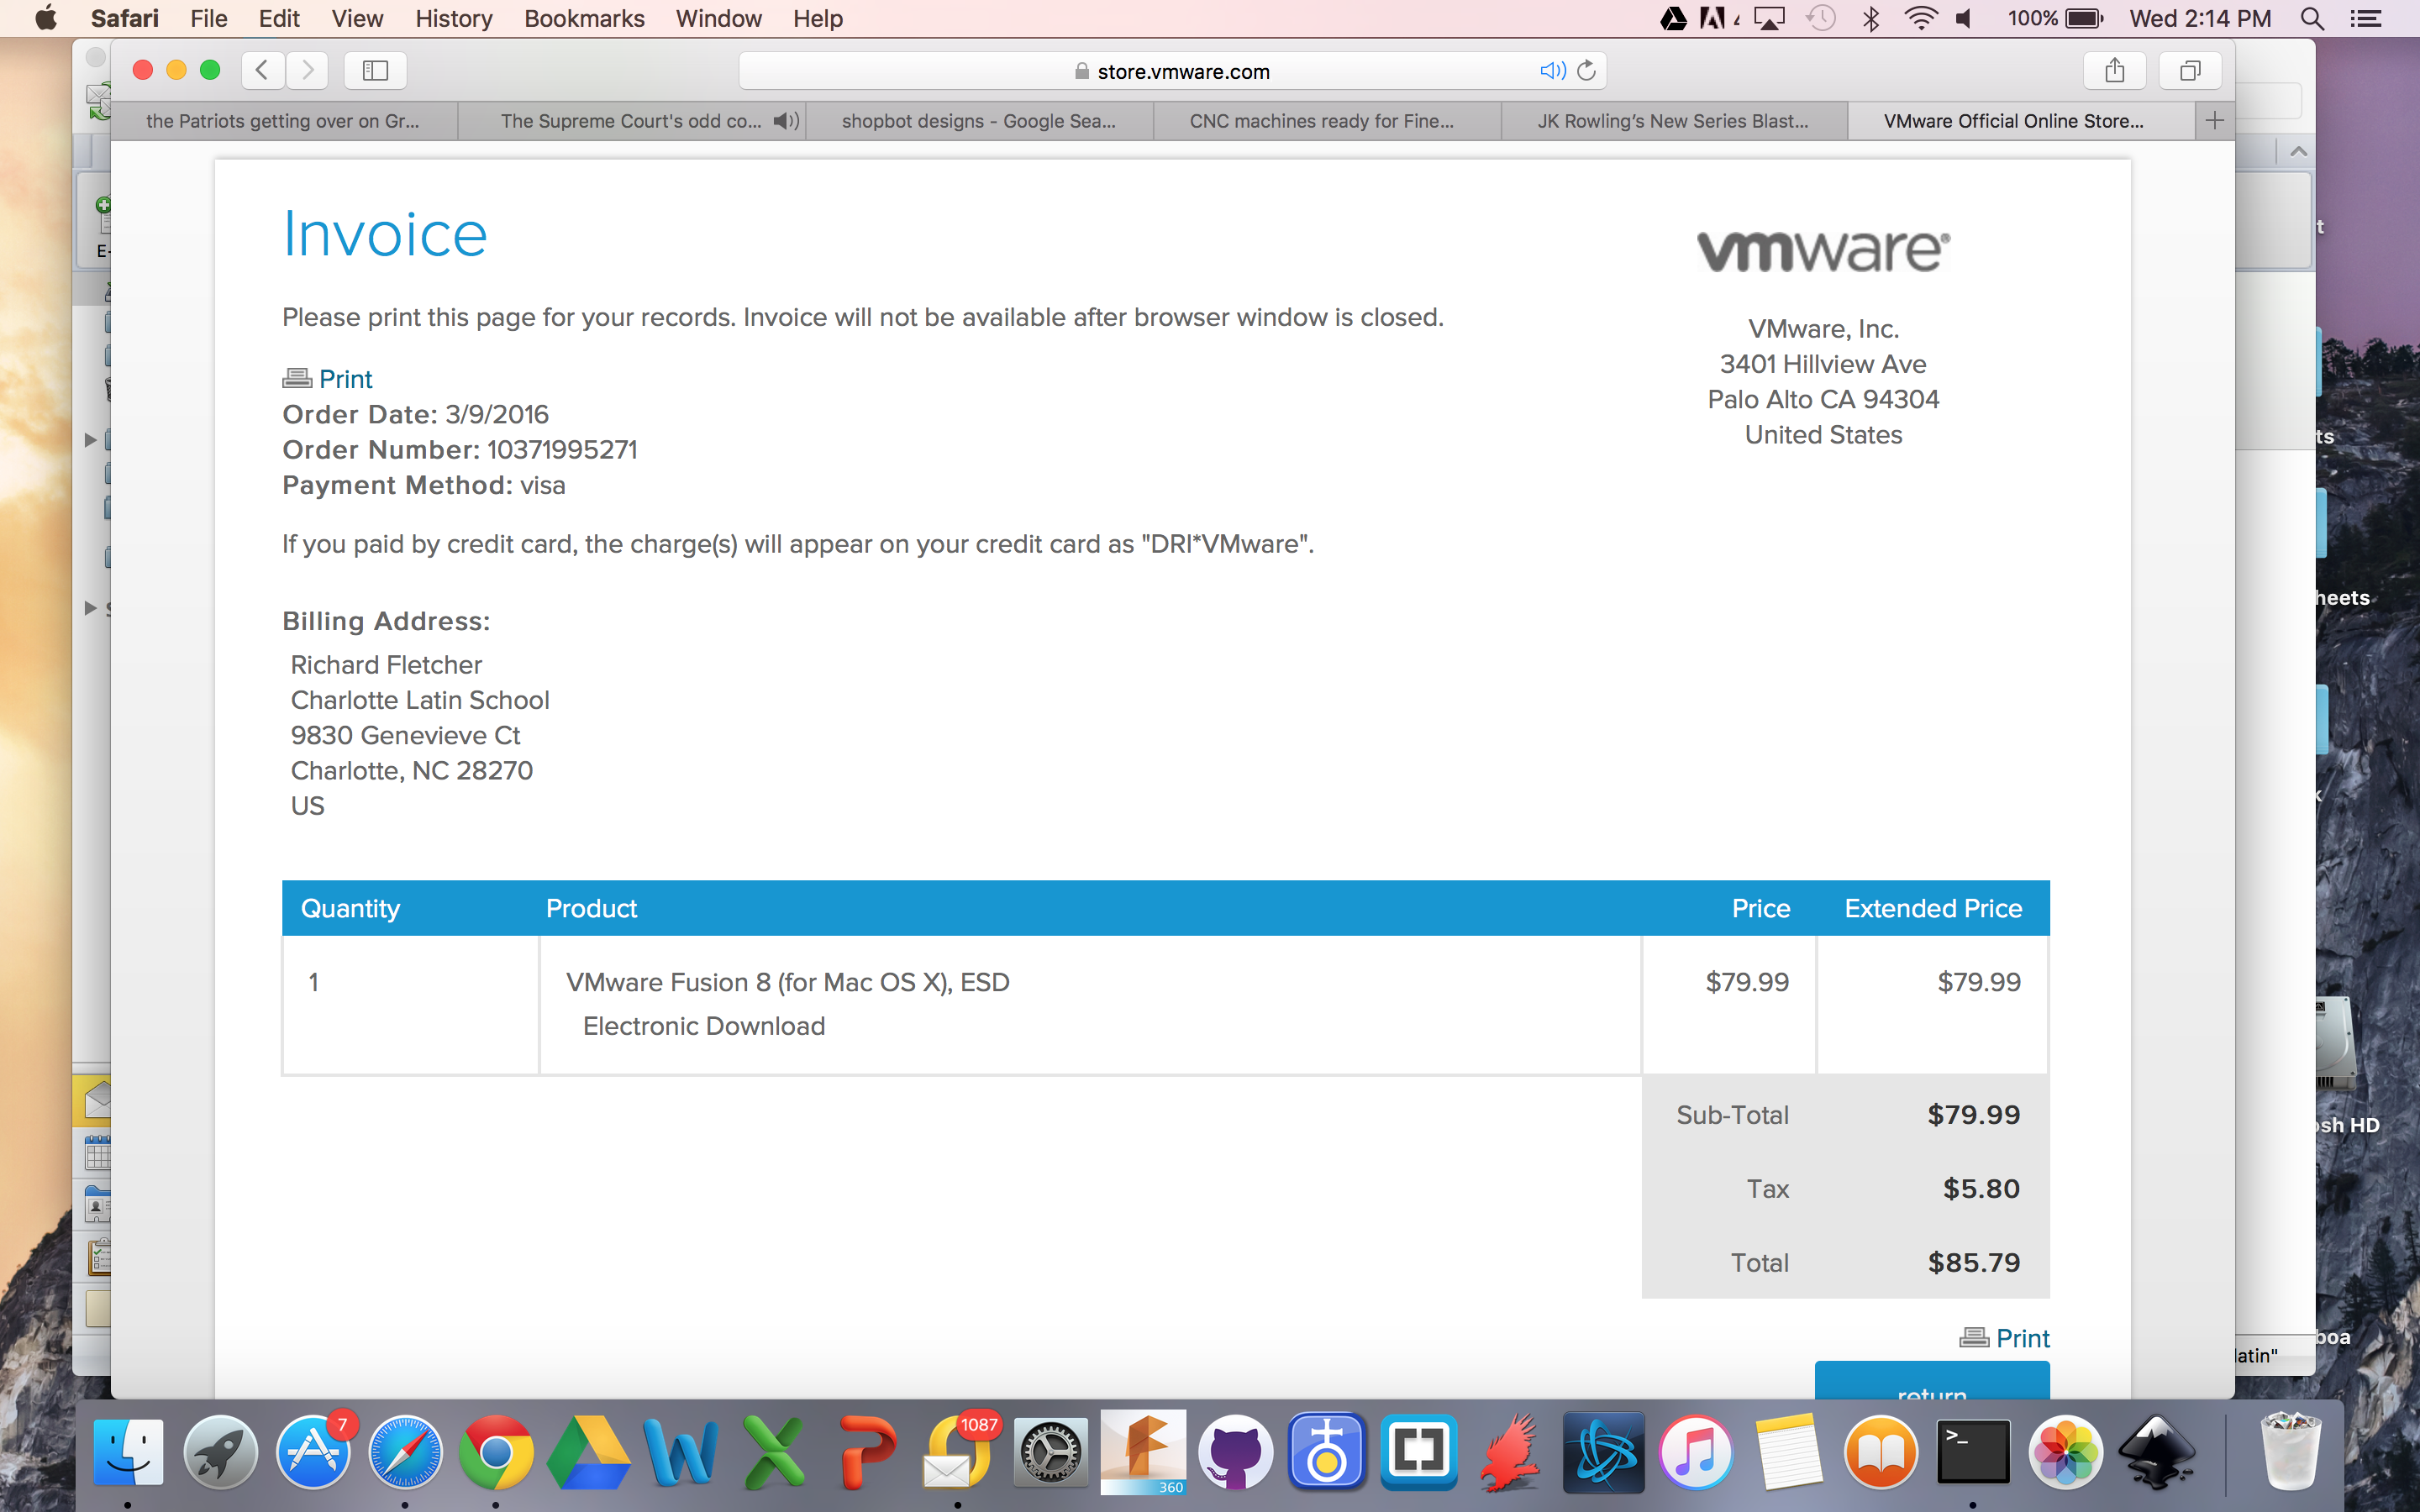 Safari File Edit View History Bookmarks Window Help 100% Wed 2:14 PM
store.vmware.com
the Patriots getting over on Gr... The Supreme Court's odd co... shopbot designs - Google Sea... CNC machines ready for Fine... JK Rowling's New Series Blast... VMware Official Online Store...
Invoice
vmware®
Please print this page for your records. Invoice will not be available after browser window is closed.
VMware, Inc.
3401 Hillview Ave
Palo Alto CA 94304
United States
Print
Order Date: 3/9/2016
Order Number: 10371995271
Payment Method: visa
If you paid by credit card, the charge(s) will appear on your credit card as "DRI*VMware".
Billing Address:
Richard Fletcher
Charlotte Latin School
9830 Genevieve Ct
Charlotte, NC 28270
US
Quantity Product Price Extended Price
1 VMware Fusion 8 (for Mac OS X), ESD $79.99 $79.99
Electronic Download
Sub-Total $79.99
Tax $5.80
Total $85.79
Print
return
E-
t
ts
heets
osh HD
boa
latin"
7
1087
360